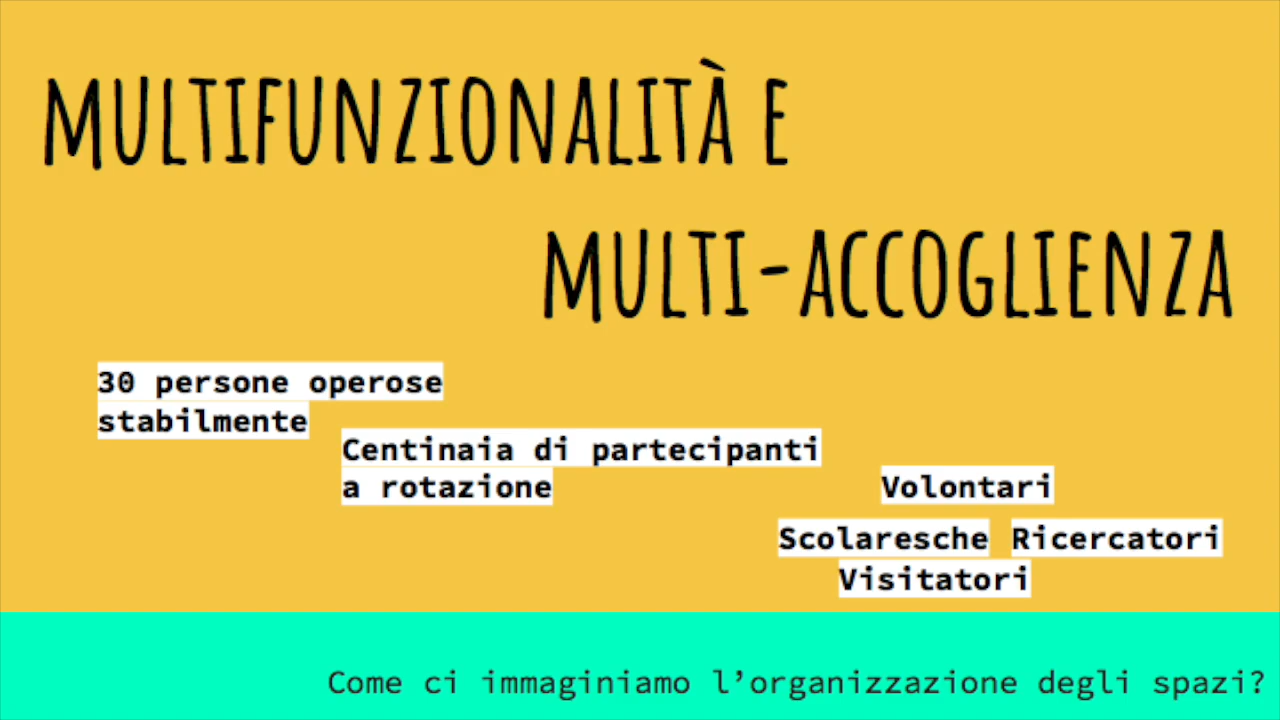 MULTIFUNZIONALITÀ E
MULTI-ACCOGLIENZA
30 persone operose
stabilmente
Centinaia di partecipanti
a rotazione
Volontari
Scolaresche Ricercatori
Visitatori
Come ci immaginiamo l’organizzazione degli spazi?